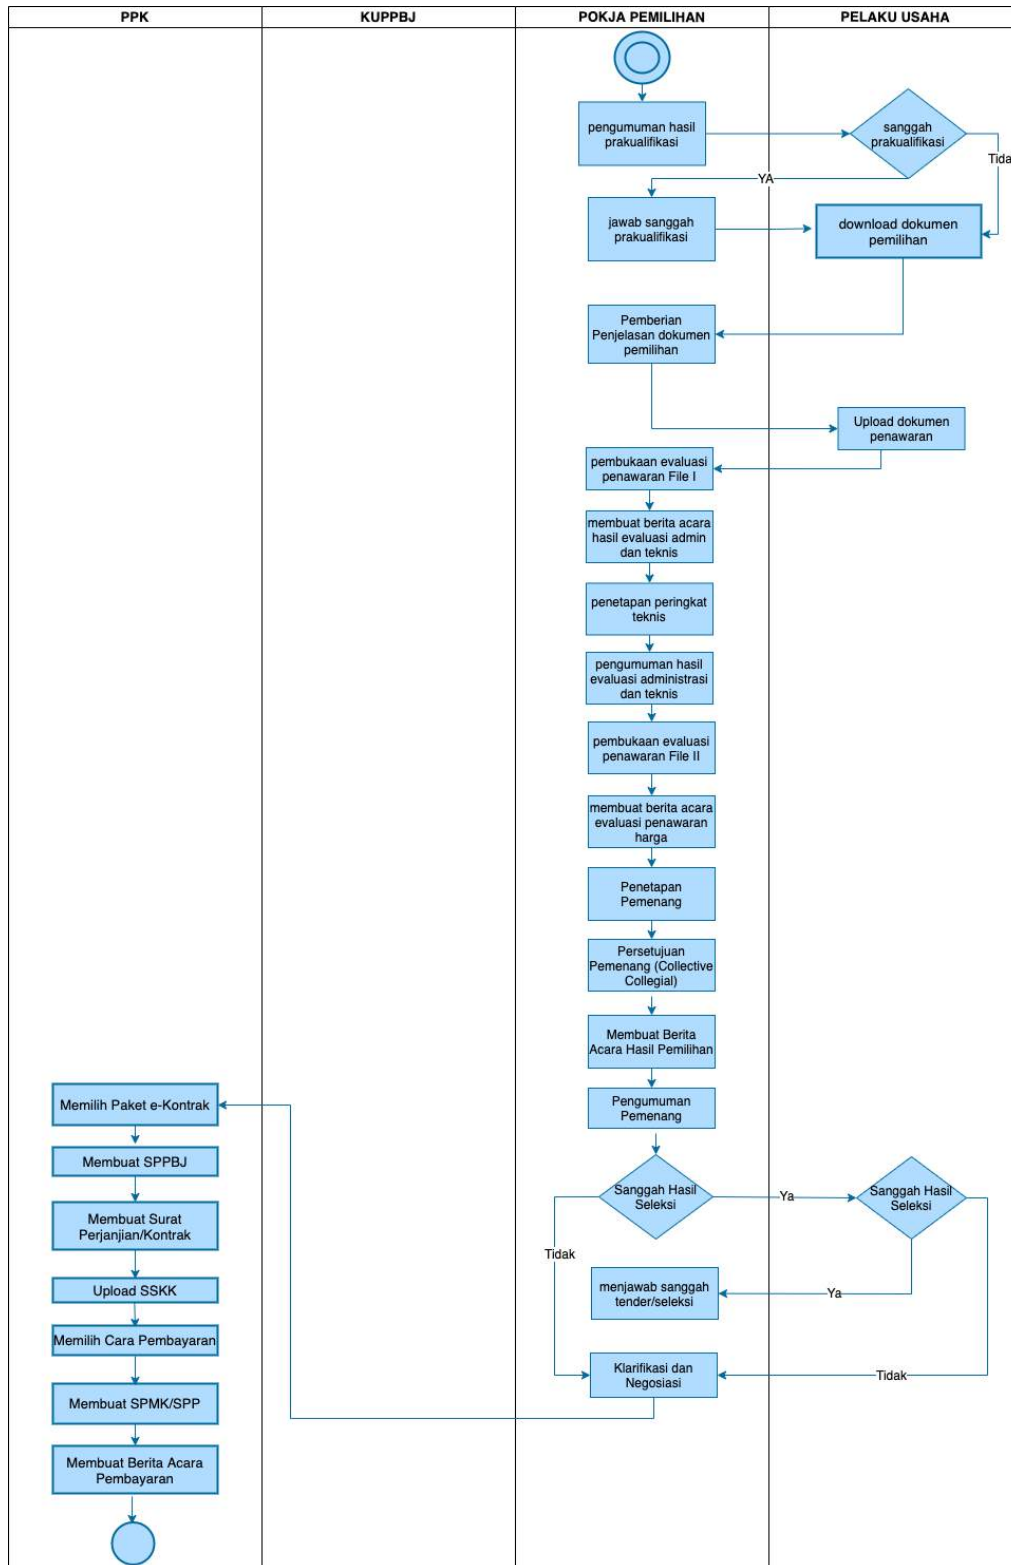 PPK
KUPPBJ
POKJA PEMILIHAN
PELAKU USAHA
pengumuman hasil
prakualifikasi
sanggah
prakualifikasi
Tida
YA
jawab sanggah
prakualifikasi
download dokumen
pemilihan
Pemberian
Penjelasan dokumen
pemilihan
Upload dokumen
penawaran
pembukaan evaluasi
penawaran File I
membuat berita acara
hasil evaluasi admin
dan teknis
penetapan peringkat
teknis
pengumuman hasil
evaluasi administrasi
dan teknis
pembukaan evaluasi
penawaran File II
membuat berita acara
evaluasi penawaran
harga
Penetapan
Pemenang
Persetujuan
Pemenang (Collective
Collegial)
Membuat Berita
Acara Hasil Pemilihan
Pengumuman
Pemenang
Sanggah Hasil
Seleksi
Ya
Sanggah Hasil
Seleksi
Tidak
menjawab sanggah
tender/seleksi
Ya
Klarifikasi dan
Negosiasi
Tidak
Memilih Paket e-Kontrak
Membuat SPPBJ
Membuat Surat
Perjanjian/Kontrak
Upload SSKK
Memilih Cara Pembayaran
Membuat SPMK/SPP
Membuat Berita Acara
Pembayaran